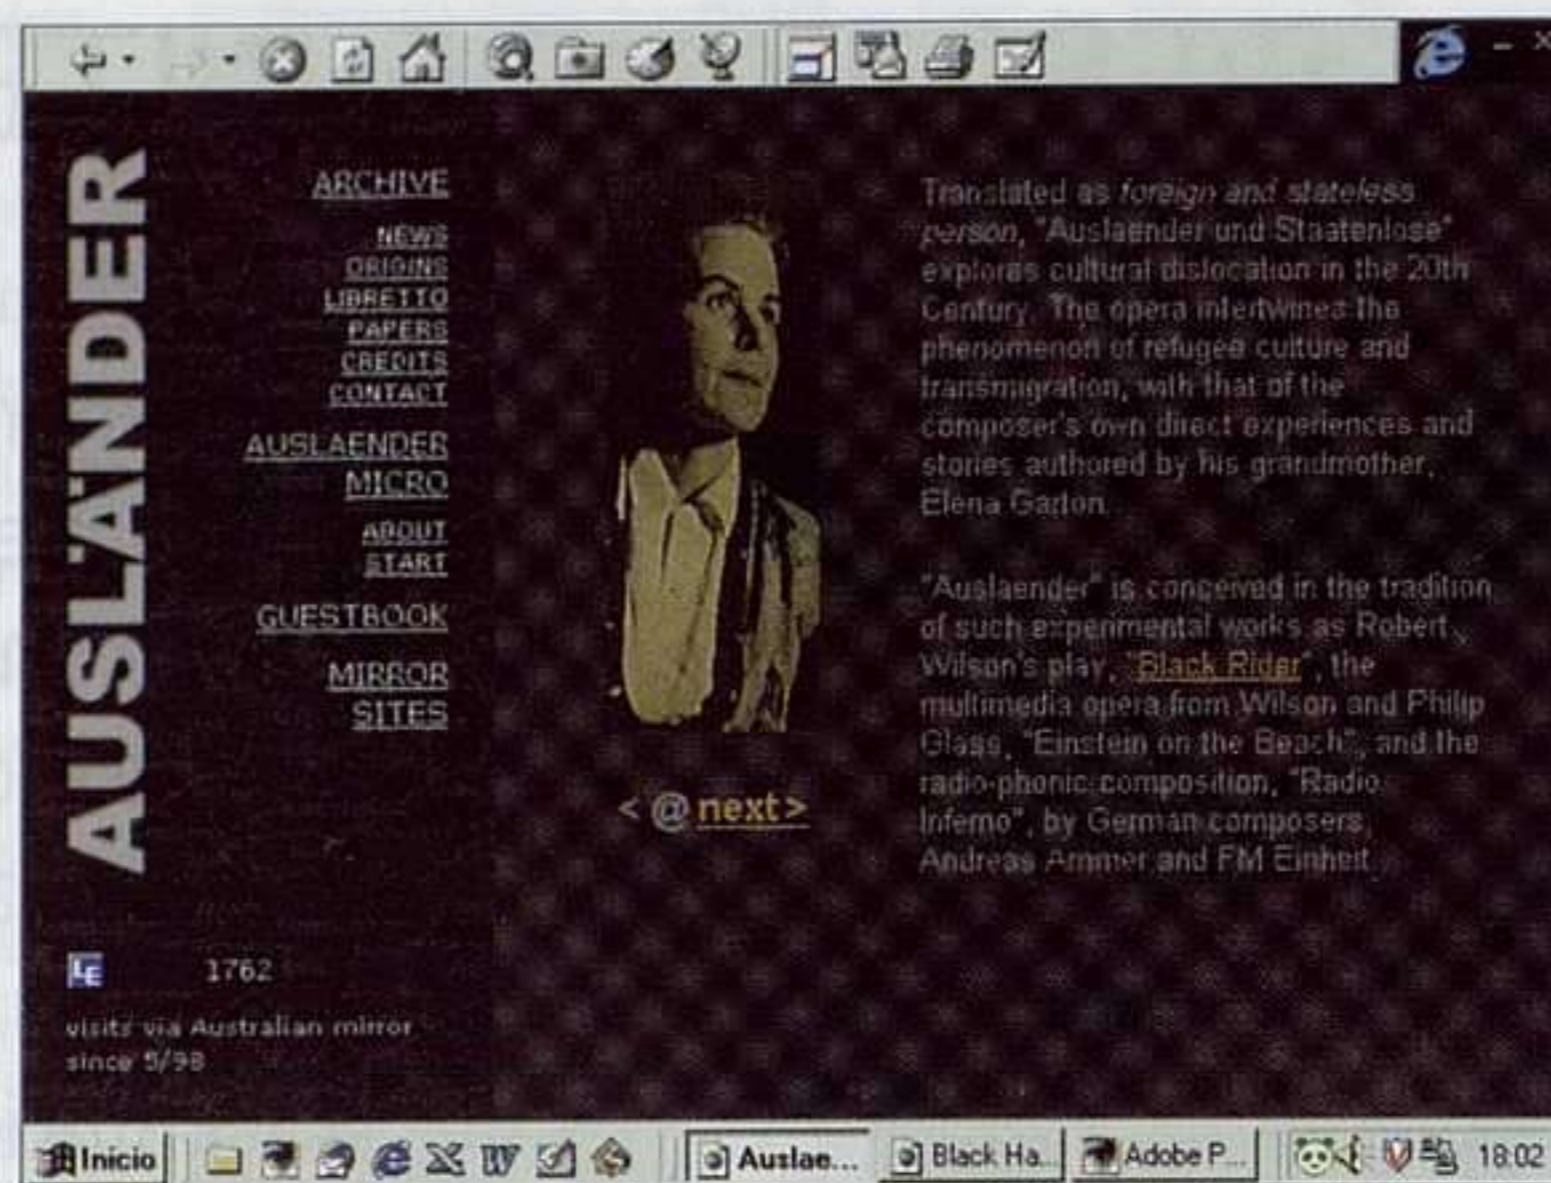 AUSLÄNDER
ARCHIVE
NEWS
ORIGINS
LIBRETTO
PAPERS
CREDITS
CONTACT
AUSLAENDER
MICRO
ABOUT
START
GUESTBOOK
MIRROR
SITES
1762
visits via Australian mirror
since 5/98
< @ next >
Translated as foreign and stateless
person, "Auslaender und Staatenlose"
explores cultural dislocation in the 20th
Century. The opera intertwines the
phenomenon of refugee culture and
transmigration, with that of the
composer's own direct experiences and
stories authored by his grandmother,
Elena Garton.
"Auslaender" is conceived in the tradition
of such experimental works as Robert
Wilson's play, "Black Rider", the
multimedia opera from Wilson and Philip
Glass, "Einstein on the Beach", and the
radio-phonic composition, "Radio
Inferno", by German composers,
Andreas Ammer and FM Einheit.
Inicio
Auslae...
Black Ha...
Adobe P...
18:02